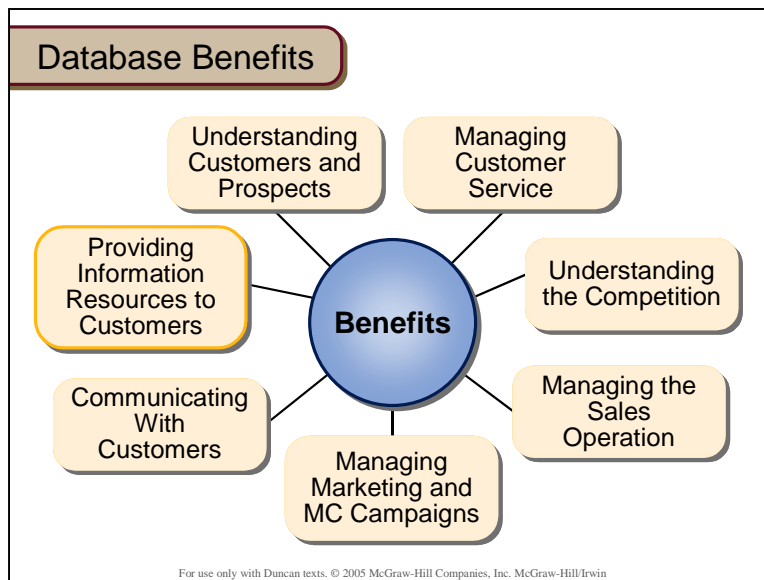 Database Benefits
Understanding
Customers and
Prospects
Managing
Customer
Service
Providing
Information
Resources to
Customers
Benefits
Understanding
the Competition
Communicating
With
Customers
Managing the
Sales
Operation
Managing
Marketing and
MC Campaigns
For use only with Duncan texts. © 2005 McGraw-Hill Companies, Inc. McGraw-Hill/Irwin